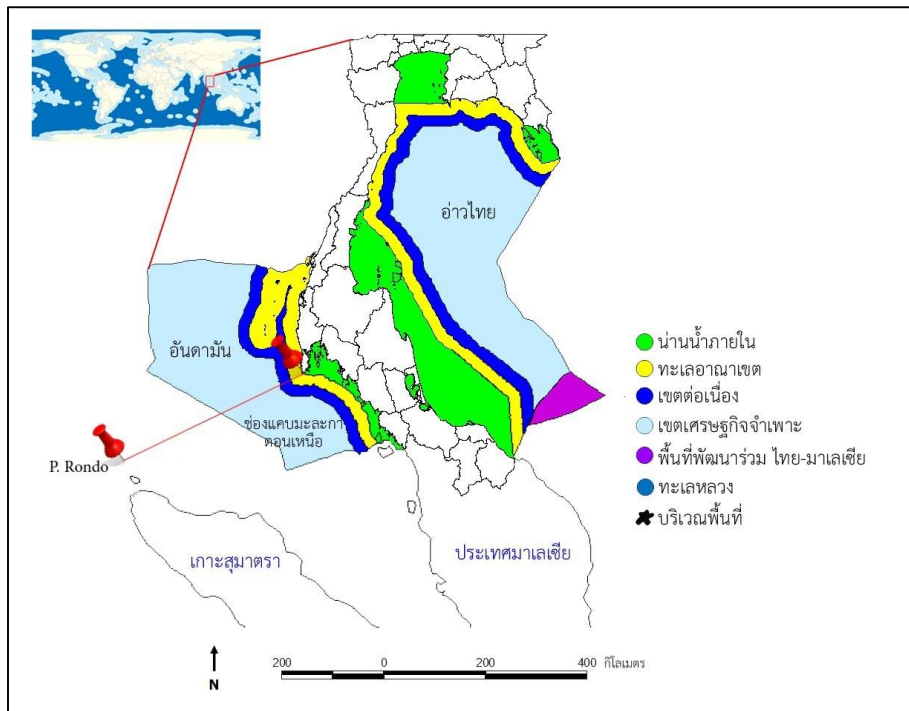 อ่าวไทย
อันดามัน
ช่องแคบมะละกา
ตอนเหนือ
P. Rondo
เกาะสุมาตรา
ประเทศมาเลเซีย
น่านน้ำภายใน
ทะเลอาณาเขต
เขตต่อเนื่อง
เขตเศรษฐกิจจำเพาะ
พื้นที่พัฒนาร่วม ไทย-มาเลเซีย
ทะเลหลวง
บริเวณพื้นที่
N
200 0 200 400 กิโลเมตร